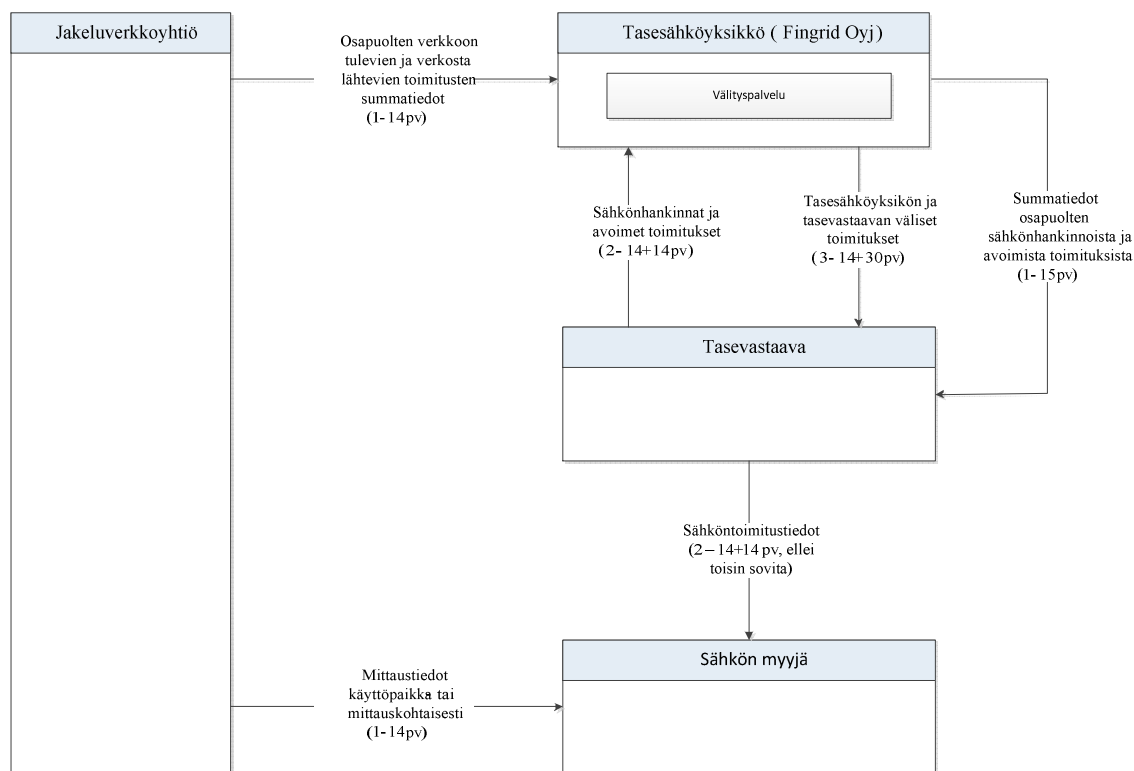 Jakeluverkkoyhtiö
Osapuolten verkkoon
tulevien ja verkosta
lähtevien toimitusten
summatiedot
(1-14pv)
Tasesähköyksikkö ( Fingrid Oyj )
Välityspalvelu
Sähkönhankinnat ja
avoimet toimitukset
(2- 14+14pv)
Tasesähköyksikön ja
tasevastaavan väliset
toimitukset
(3- 14+30pv)
Summatiedot
osapuolten
sähkönhankinnoista ja
avoimista toimituksista
(1-15pv)
Tasevastaava
Sähköntoimitustiedot
(2 – 14+14 pv, ellei
toisin sovita)
Mittaustiedot
käyttöpaikka tai
mittauskohtaisesti
(1-14pv)
Sähkön myyjä